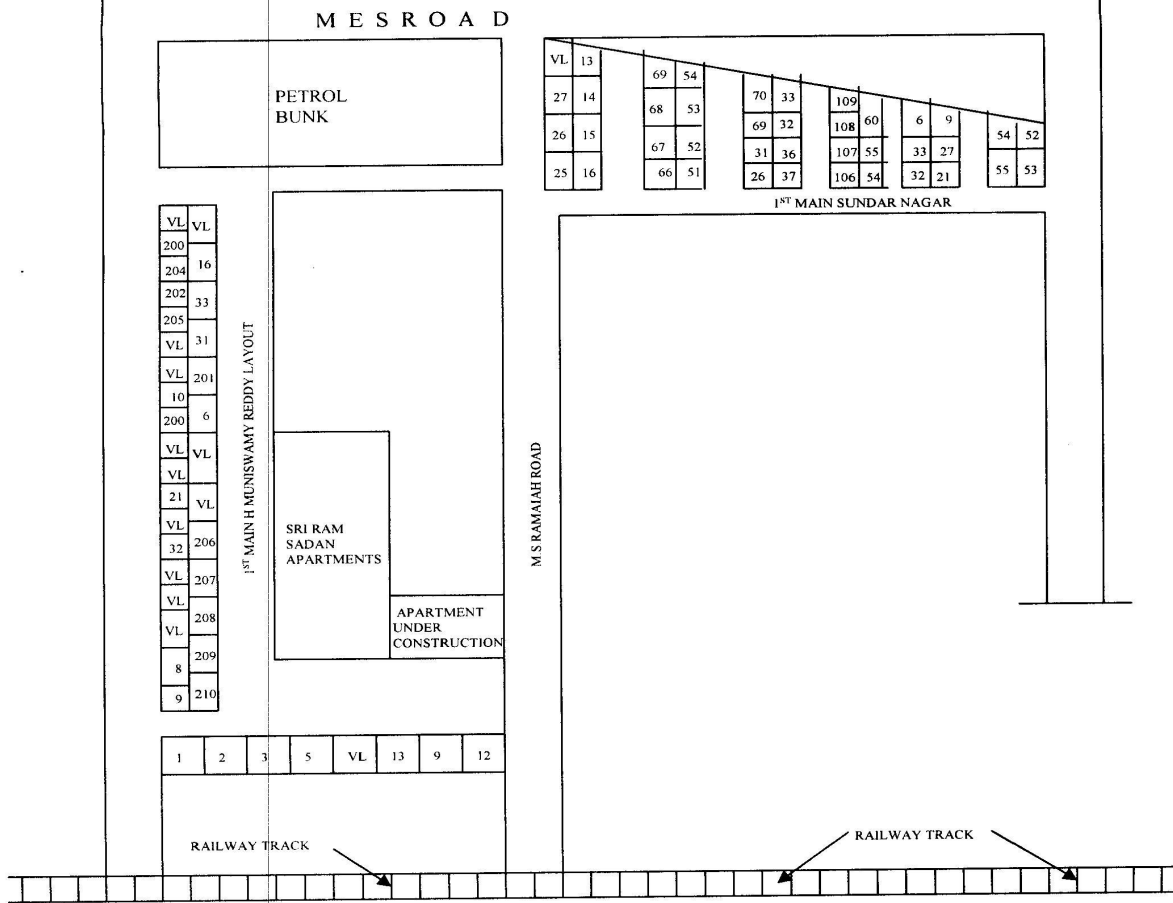 MESROAD
PETROL
BUNK
VL 13
27 14
26 15
25 16
69 54
68 53
67 52
66 51
70 33
69 32
31 36
26 37
109
108 60
107 55
106 54
6 9
33 27
32 21
54 52
55 53
1ST MAIN SUNDAR NAGAR
VL
200
204
202
205
VL
VL
10
200
VL
VL
21
VL
32
VL
VL
VL
8
9
VL
16
33
31
201
6
VL
VL
206
207
208
209
210
1ST MAIN H MUNISWAMY REDDY LAYOUT
SRI RAM
SADAN
APARTMENTS
APARTMENT
UNDER
CONSTRUCTION
M S RAMAIAH ROAD
1 2 3 5 VL 13 9 12
RAILWAY TRACK
RAILWAY TRACK